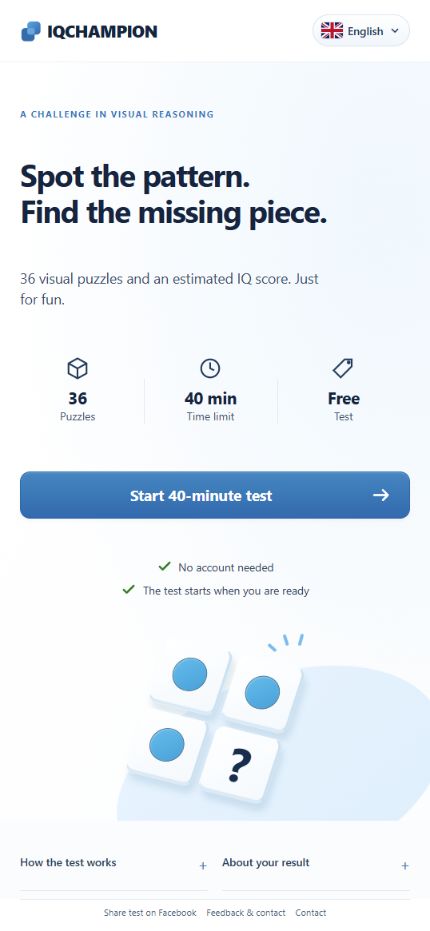 IQCHAMPION
English
A CHALLENGE IN VISUAL REASONING
Spot the pattern.
Find the missing piece.
36 visual puzzles and an estimated IQ score. Just
for fun.
36
Puzzles
40 min
Time limit
Free
Test
Start 40-minute test
No account needed
The test starts when you are ready
?
How the test works +
About your result +
Share test on Facebook Feedback & contact Contact